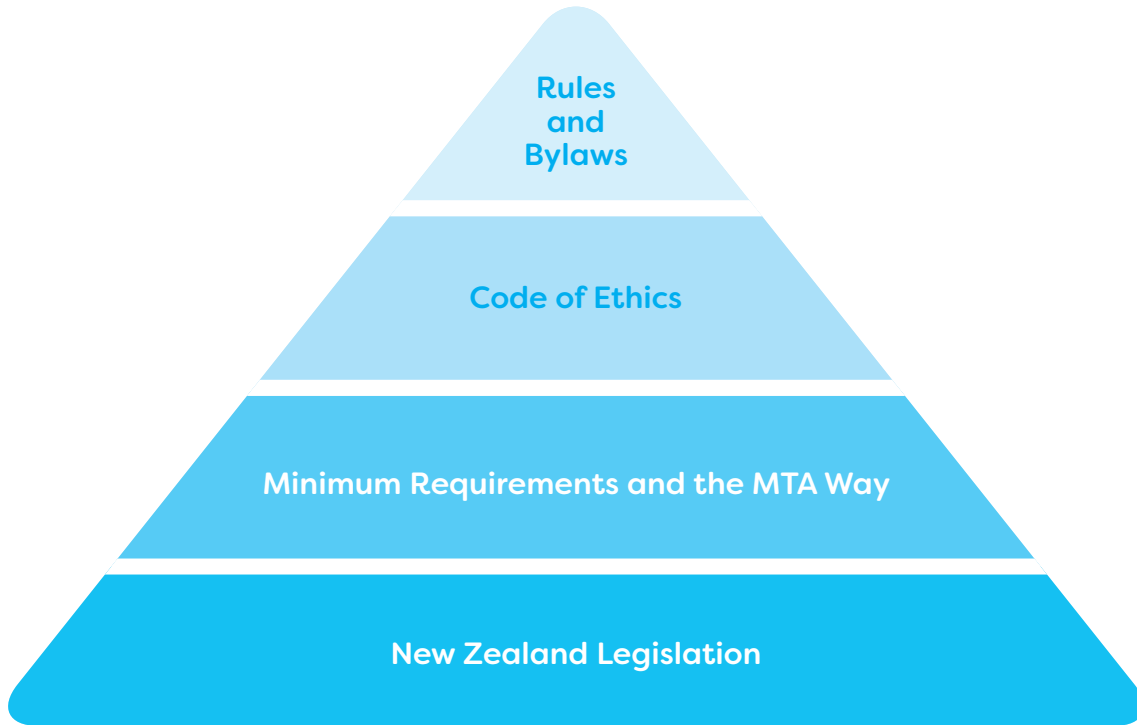 Rules
and
Bylaws
Code of Ethics
Minimum Requirements and the MTA Way
New Zealand Legislation